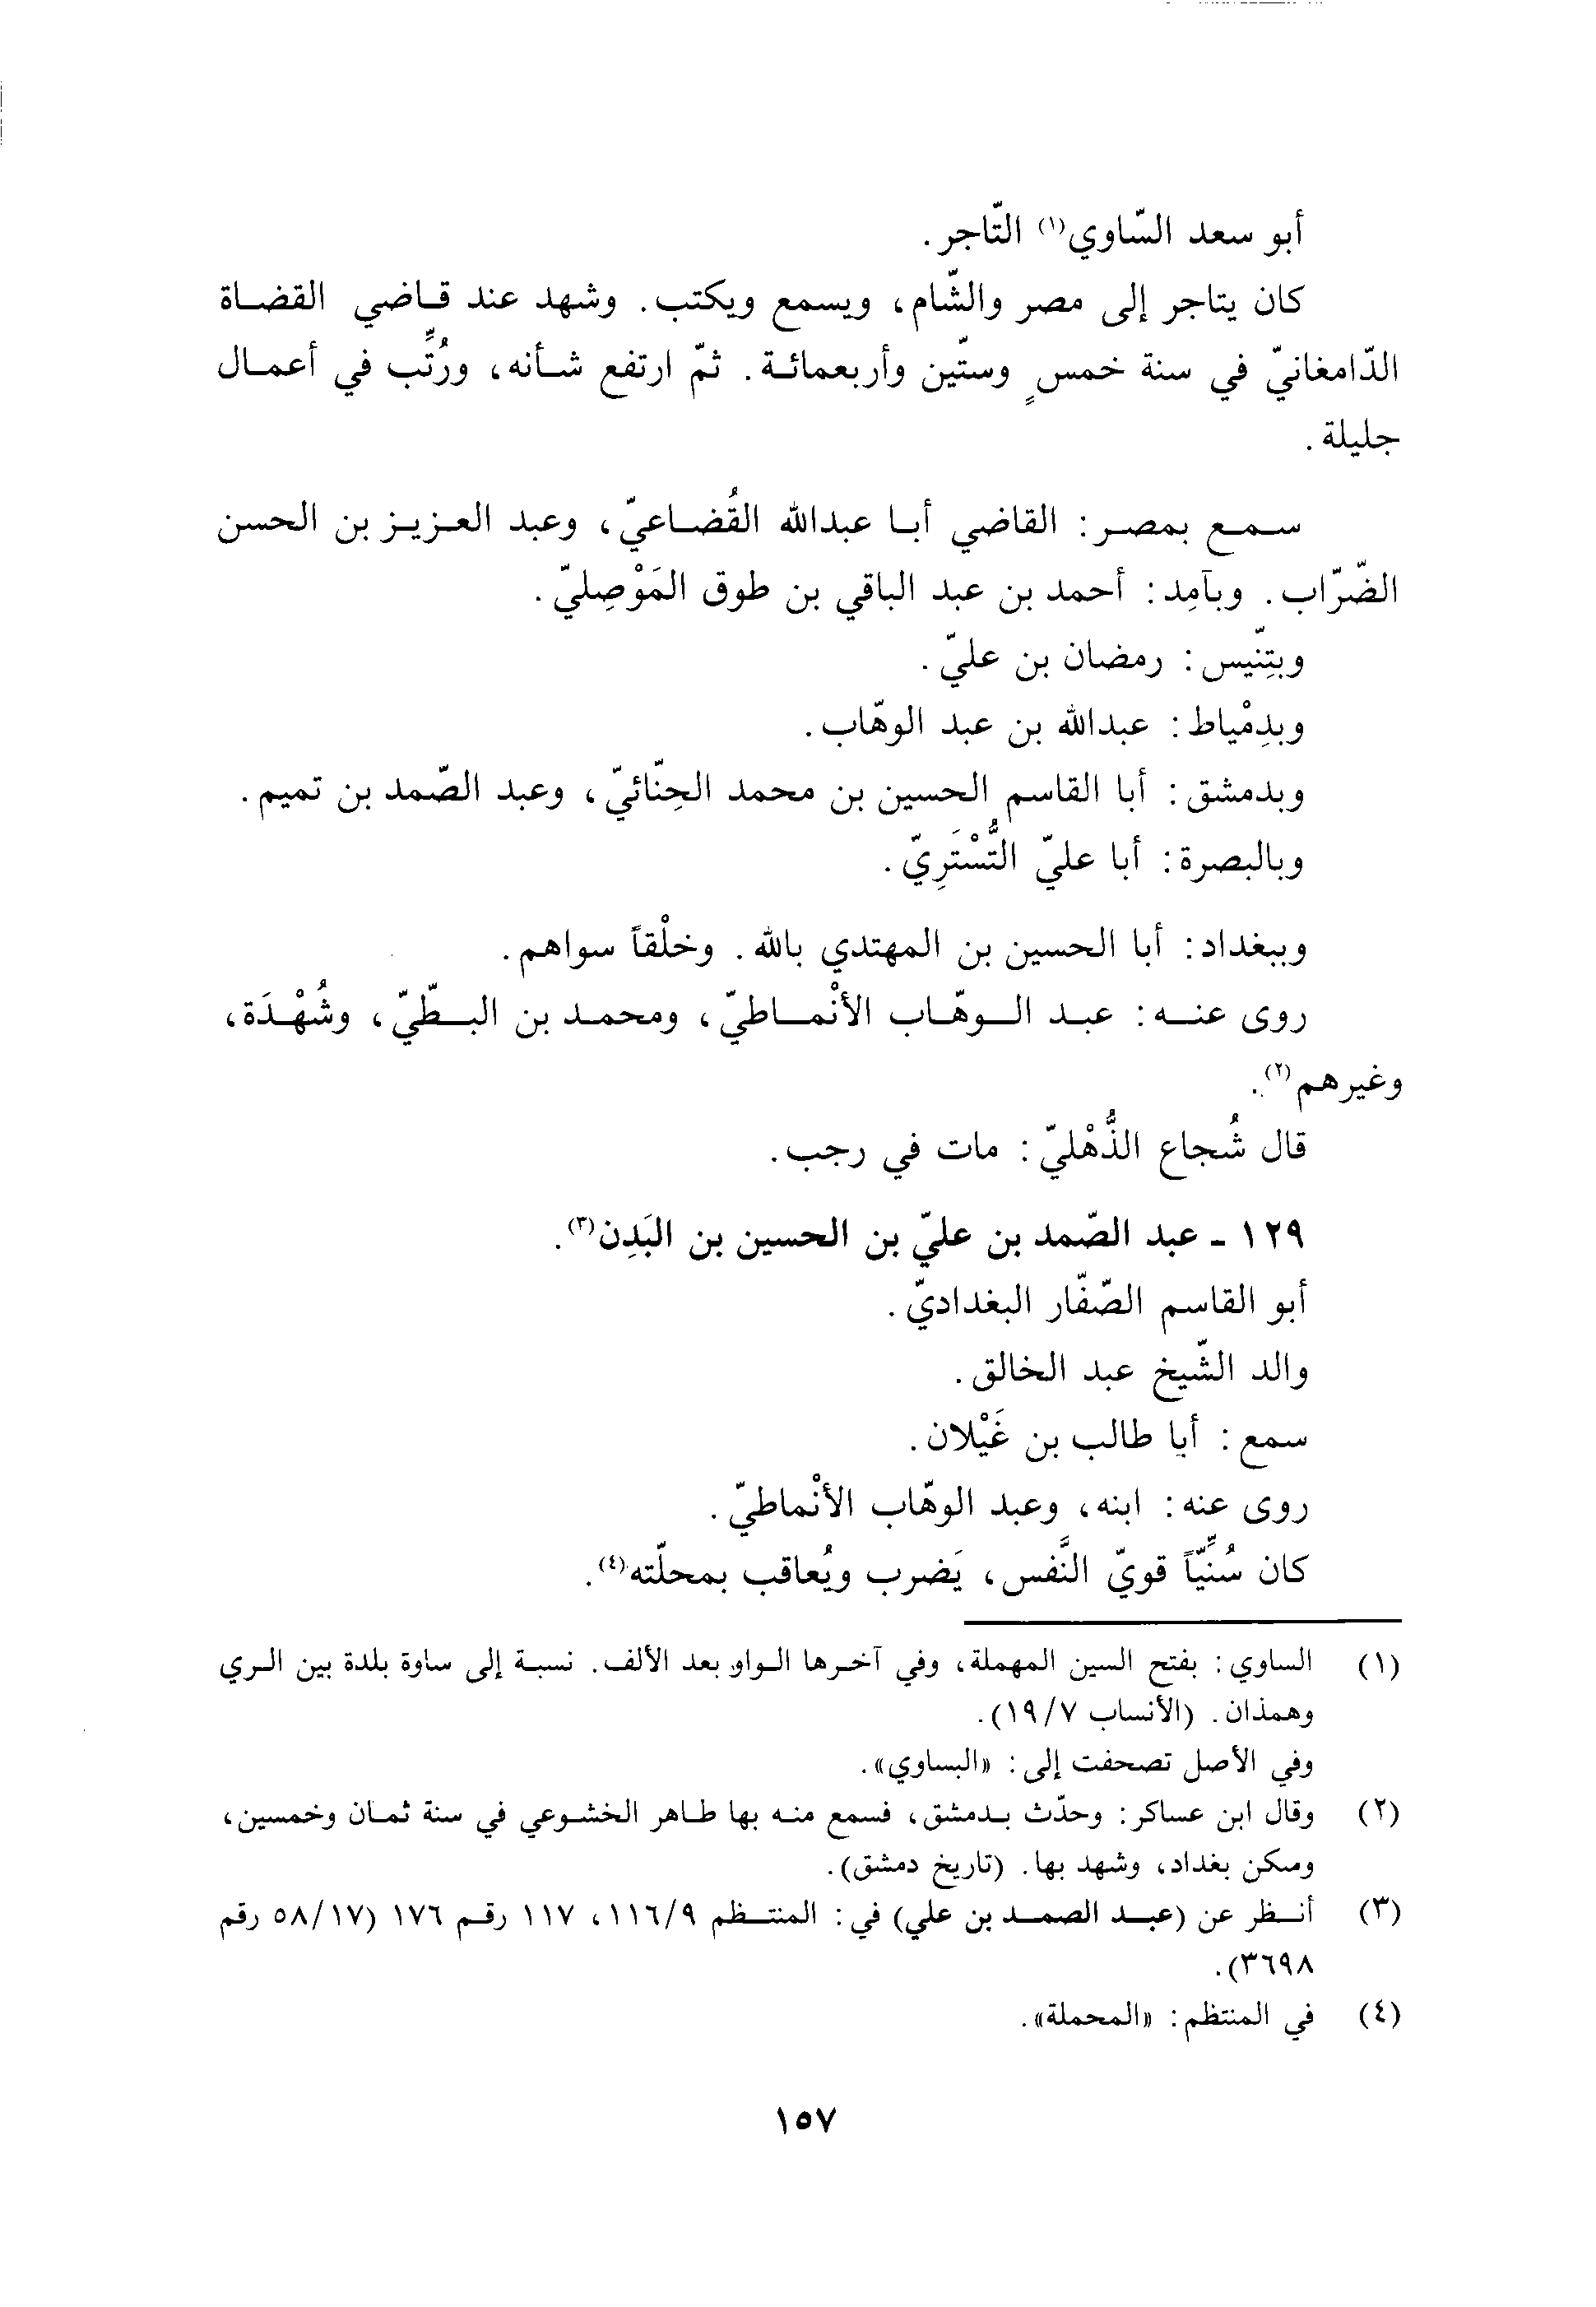 أبو سعد السّاوي(١) التّاجر.
كان يتاجر إلى مصر والشّام، ويسمع ويكتب. وشهد عند قاضي القضاة
الدّامغانيّ في سنة خمسٍ وستّين وأربعمائة. ثمّ ارتفع شأنه، ورُتِّب في أعمال
جليلة.
سمع بمصر: القاضي أبا عبدالله القُضاعيّ، وعبد العزيز بن الحسن
الضّرّاب. وبآمِد: أحمد بن عبد الباقي بن طوق المَوْصِليّ.
وبتِنّيس: رمضان بن عليّ.
وبدِمْياط: عبدالله بن عبد الوهّاب.
وبدمشق: أبا القاسم الحسين بن محمد الحِنّائيّ، وعبد الصّمد بن تميم.
وبالبصرة: أبا عليّ التُّسْتَرِيّ.
وببغداد: أبا الحسين بن المهتدي بالله. وخلْقاً سواهم.
روى عنه: عبد الوهّاب الأنْماطيّ، ومحمد بن البطّيّ، وشُهْدَة،
وغيرهم(٢).
قال شُجاع الذُّهْليّ: مات في رجب.
١٢٩ - عبد الصّمد بن عليّ بن الحسين بن البَدِن(٣).
أبو القاسم الصّفّار البغداديّ.
والد الشّيخ عبد الخالق.
سمع: أبا طالب بن غَيْلان.
روى عنه: ابنه، وعبد الوهّاب الأنْماطيّ.
كان سُنِّيّاً قويّ النَّفس، يَضرب ويُعاقب بمحلّته(٤).
(١) الساوي: بفتح السين المهملة، وفي آخرها الواو بعد الألف. نسبة إلى ساوة بلدة بين الري
وهمذان. (الأنساب ١٩/٧).
وفي الأصل تصحفت إلى: «البساوي».
(٢) وقال ابن عساكر: وحدّث بدمشق، فسمع منه بها طاهر الخشوعي في سنة ثمان وخمسين،
وسكن بغداد، وشهد بها. (تاريخ دمشق).
(٣) أنظر عن (عبد الصمد بن علي) في: المنتظم ١١٦/٩، ١١٧ رقم ١٧٦ (٥٨/١٧ رقم
٣٦٩٨).
(٤) في المنتظم: «المحملة».
١٥٧